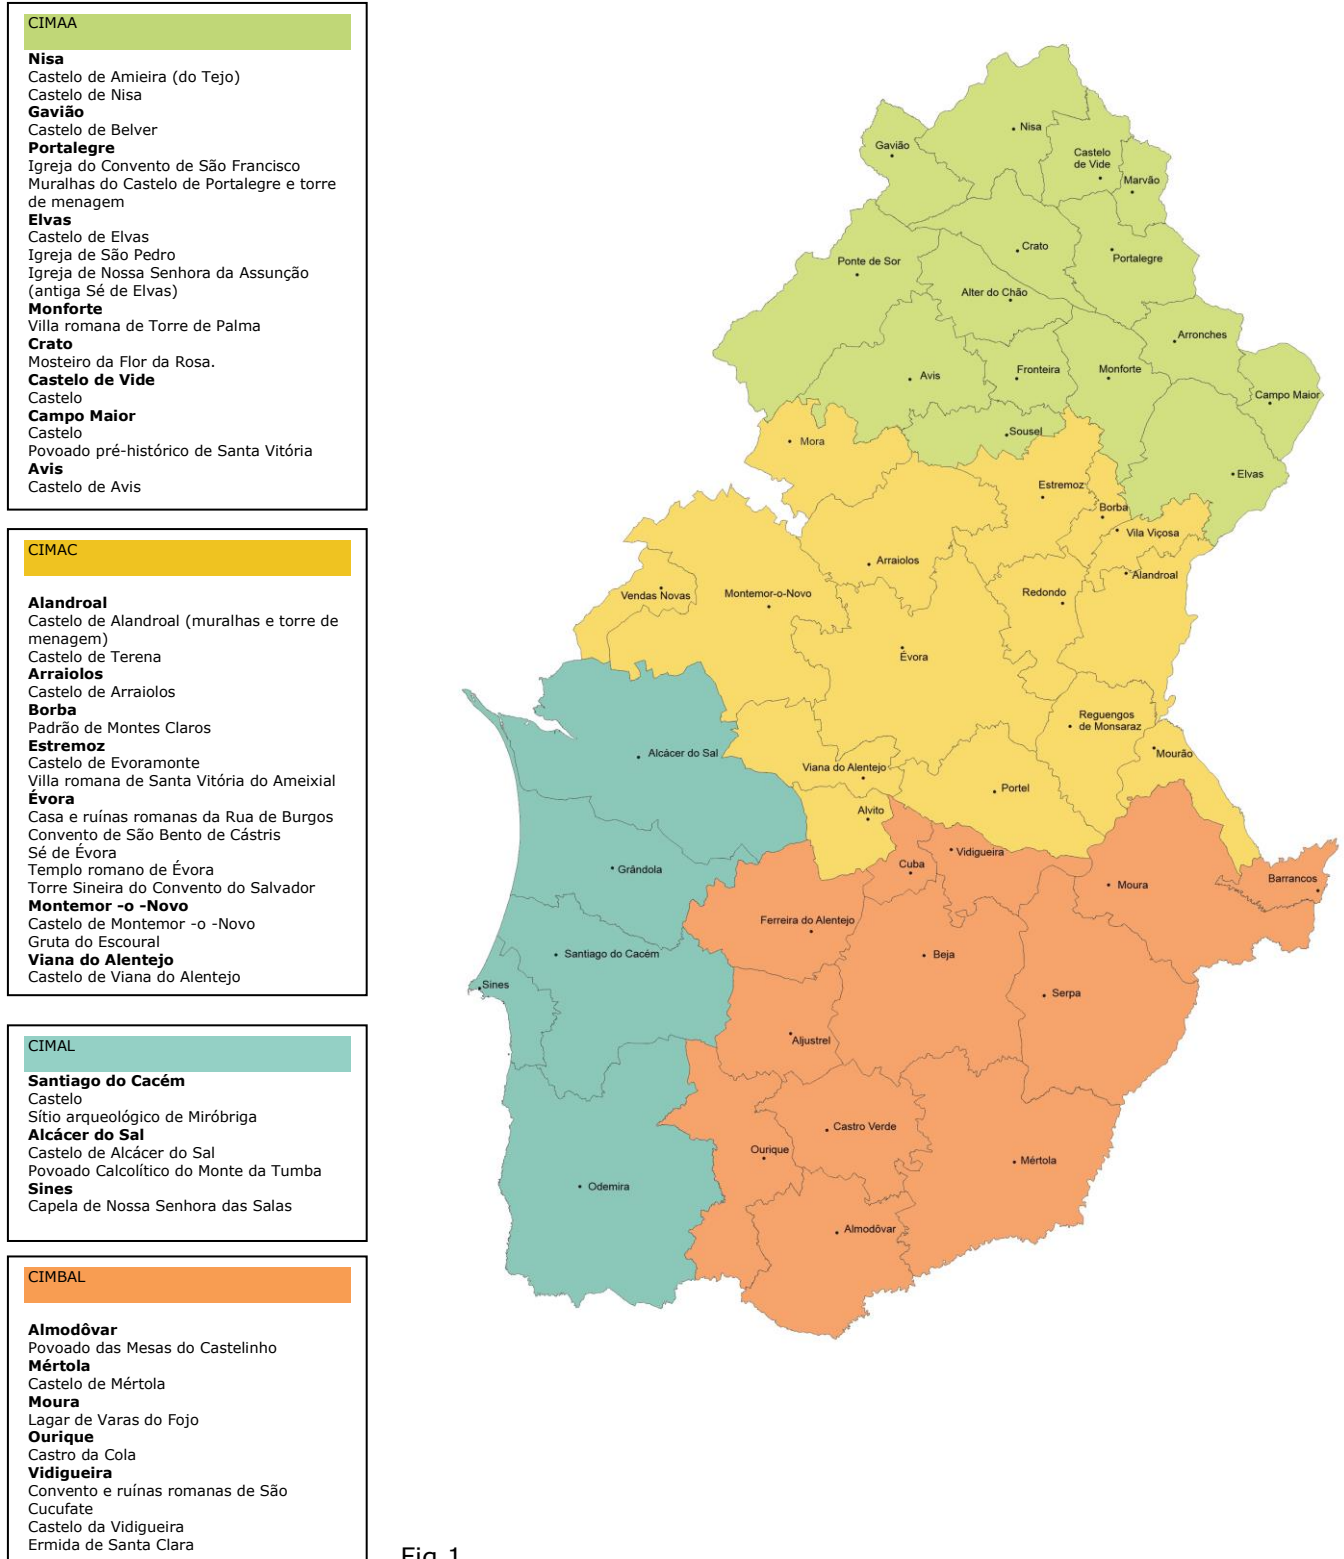 CIMAA
Nisa
Castelo de Amieira (do Tejo)
Castelo de Nisa
Gavião
Castelo de Belver
Portalegre
Igreja do Convento de São Francisco
Muralhas do Castelo de Portalegre e torre
de menagem
Elvas
Castelo de Elvas
Igreja de São Pedro
Igreja de Nossa Senhora da Assunção
(antiga Sé de Elvas)
Monforte
Villa romana de Torre de Palma
Crato
Mosteiro da Flor da Rosa.
Castelo de Vide
Castelo
Campo Maior
Castelo
Povoado pré-histórico de Santa Vitória
Avis
Castelo de Avis
CIMAC
Alandroal
Castelo de Alandroal (muralhas e torre de
menagem)
Castelo de Terena
Arraiolos
Castelo de Arraiolos
Borba
Padrão de Montes Claros
Estremoz
Castelo de Evoramonte
Villa romana de Santa Vitória do Ameixial
Évora
Casa e ruínas romanas da Rua de Burgos
Convento de São Bento de Cástris
Sé de Évora
Templo romano de Évora
Torre Sineira do Convento do Salvador
Montemor -o -Novo
Castelo de Montemor -o -Novo
Gruta do Escoural
Viana do Alentejo
Castelo de Viana do Alentejo
CIMAL
Santiago do Cacém
Castelo
Sítio arqueológico de Miróbriga
Alcácer do Sal
Castelo de Alcácer do Sal
Povoado Calcolítico do Monte da Tumba
Sines
Capela de Nossa Senhora das Salas
CIMBAL
Almodôvar
Povoado das Mesas do Castelinho
Mértola
Castelo de Mértola
Moura
Lagar de Varas do Fojo
Ourique
Castro da Cola
Vidigueira
Convento e ruínas romanas de São
Cucufate
Castelo da Vidigueira
Ermida de Santa Clara
Nisa
Gavião
Castelo
de Vide
Marvão
Crato
Portalegre
Ponte de Sor
Alter do Chão
Arronches
Avis
Fronteira
Monforte
Campo Maior
Sousel
Mora
Elvas
Estremoz
Borba
Vila Viçosa
Arraiolos
Alandroal
Vendas Novas
Montemor-o-Novo
Redondo
Évora
Reguengos
de Monsaraz
Alcácer do Sal
Mourão
Viana do Alentejo
Portel
Alvito
Vidigueira
Cuba
Grândola
Moura
Barrancos
Ferreira do Alentejo
Santiago do Cacém
Beja
Sines
Serpa
Aljustrel
Castro Verde
Ourique
Mértola
Odemira
Almodôvar
Fig 1